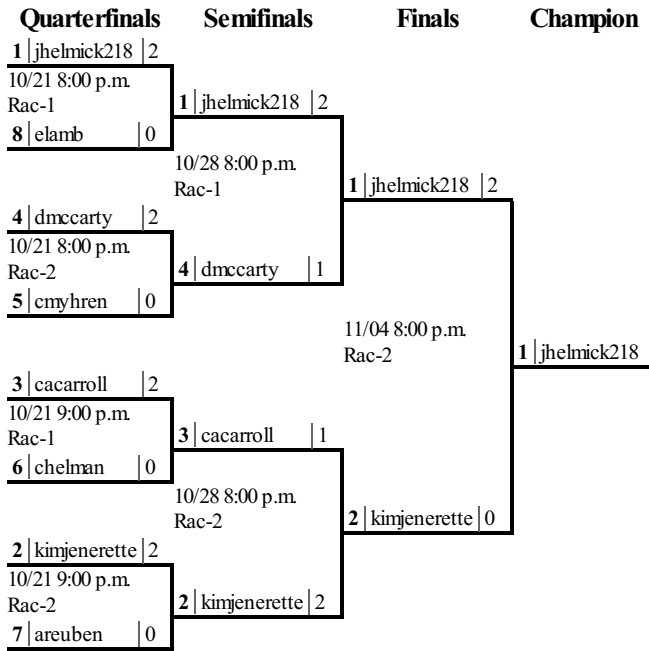 Quarterfinals Semifinals Finals Champion
1 jhelmick218 2
10/21 8:00 p.m.
Rac-1
8 elamb 0
4 dmccarty 2
10/21 8:00 p.m.
Rac-2
5 cmyhren 0
3 cacarroll 2
10/21 9:00 p.m.
Rac-1
6 chelman 0
2 kimjenerette 2
10/21 9:00 p.m.
Rac-2
7 areuben 0
1 jhelmick218 2
10/28 8:00 p.m.
Rac-1
4 dmccarty 1
3 cacarroll 1
10/28 8:00 p.m.
Rac-2
2 kimjenerette 2
1 jhelmick218 2
11/04 8:00 p.m.
Rac-2
2 kimjenerette 0
1 jhelmick218